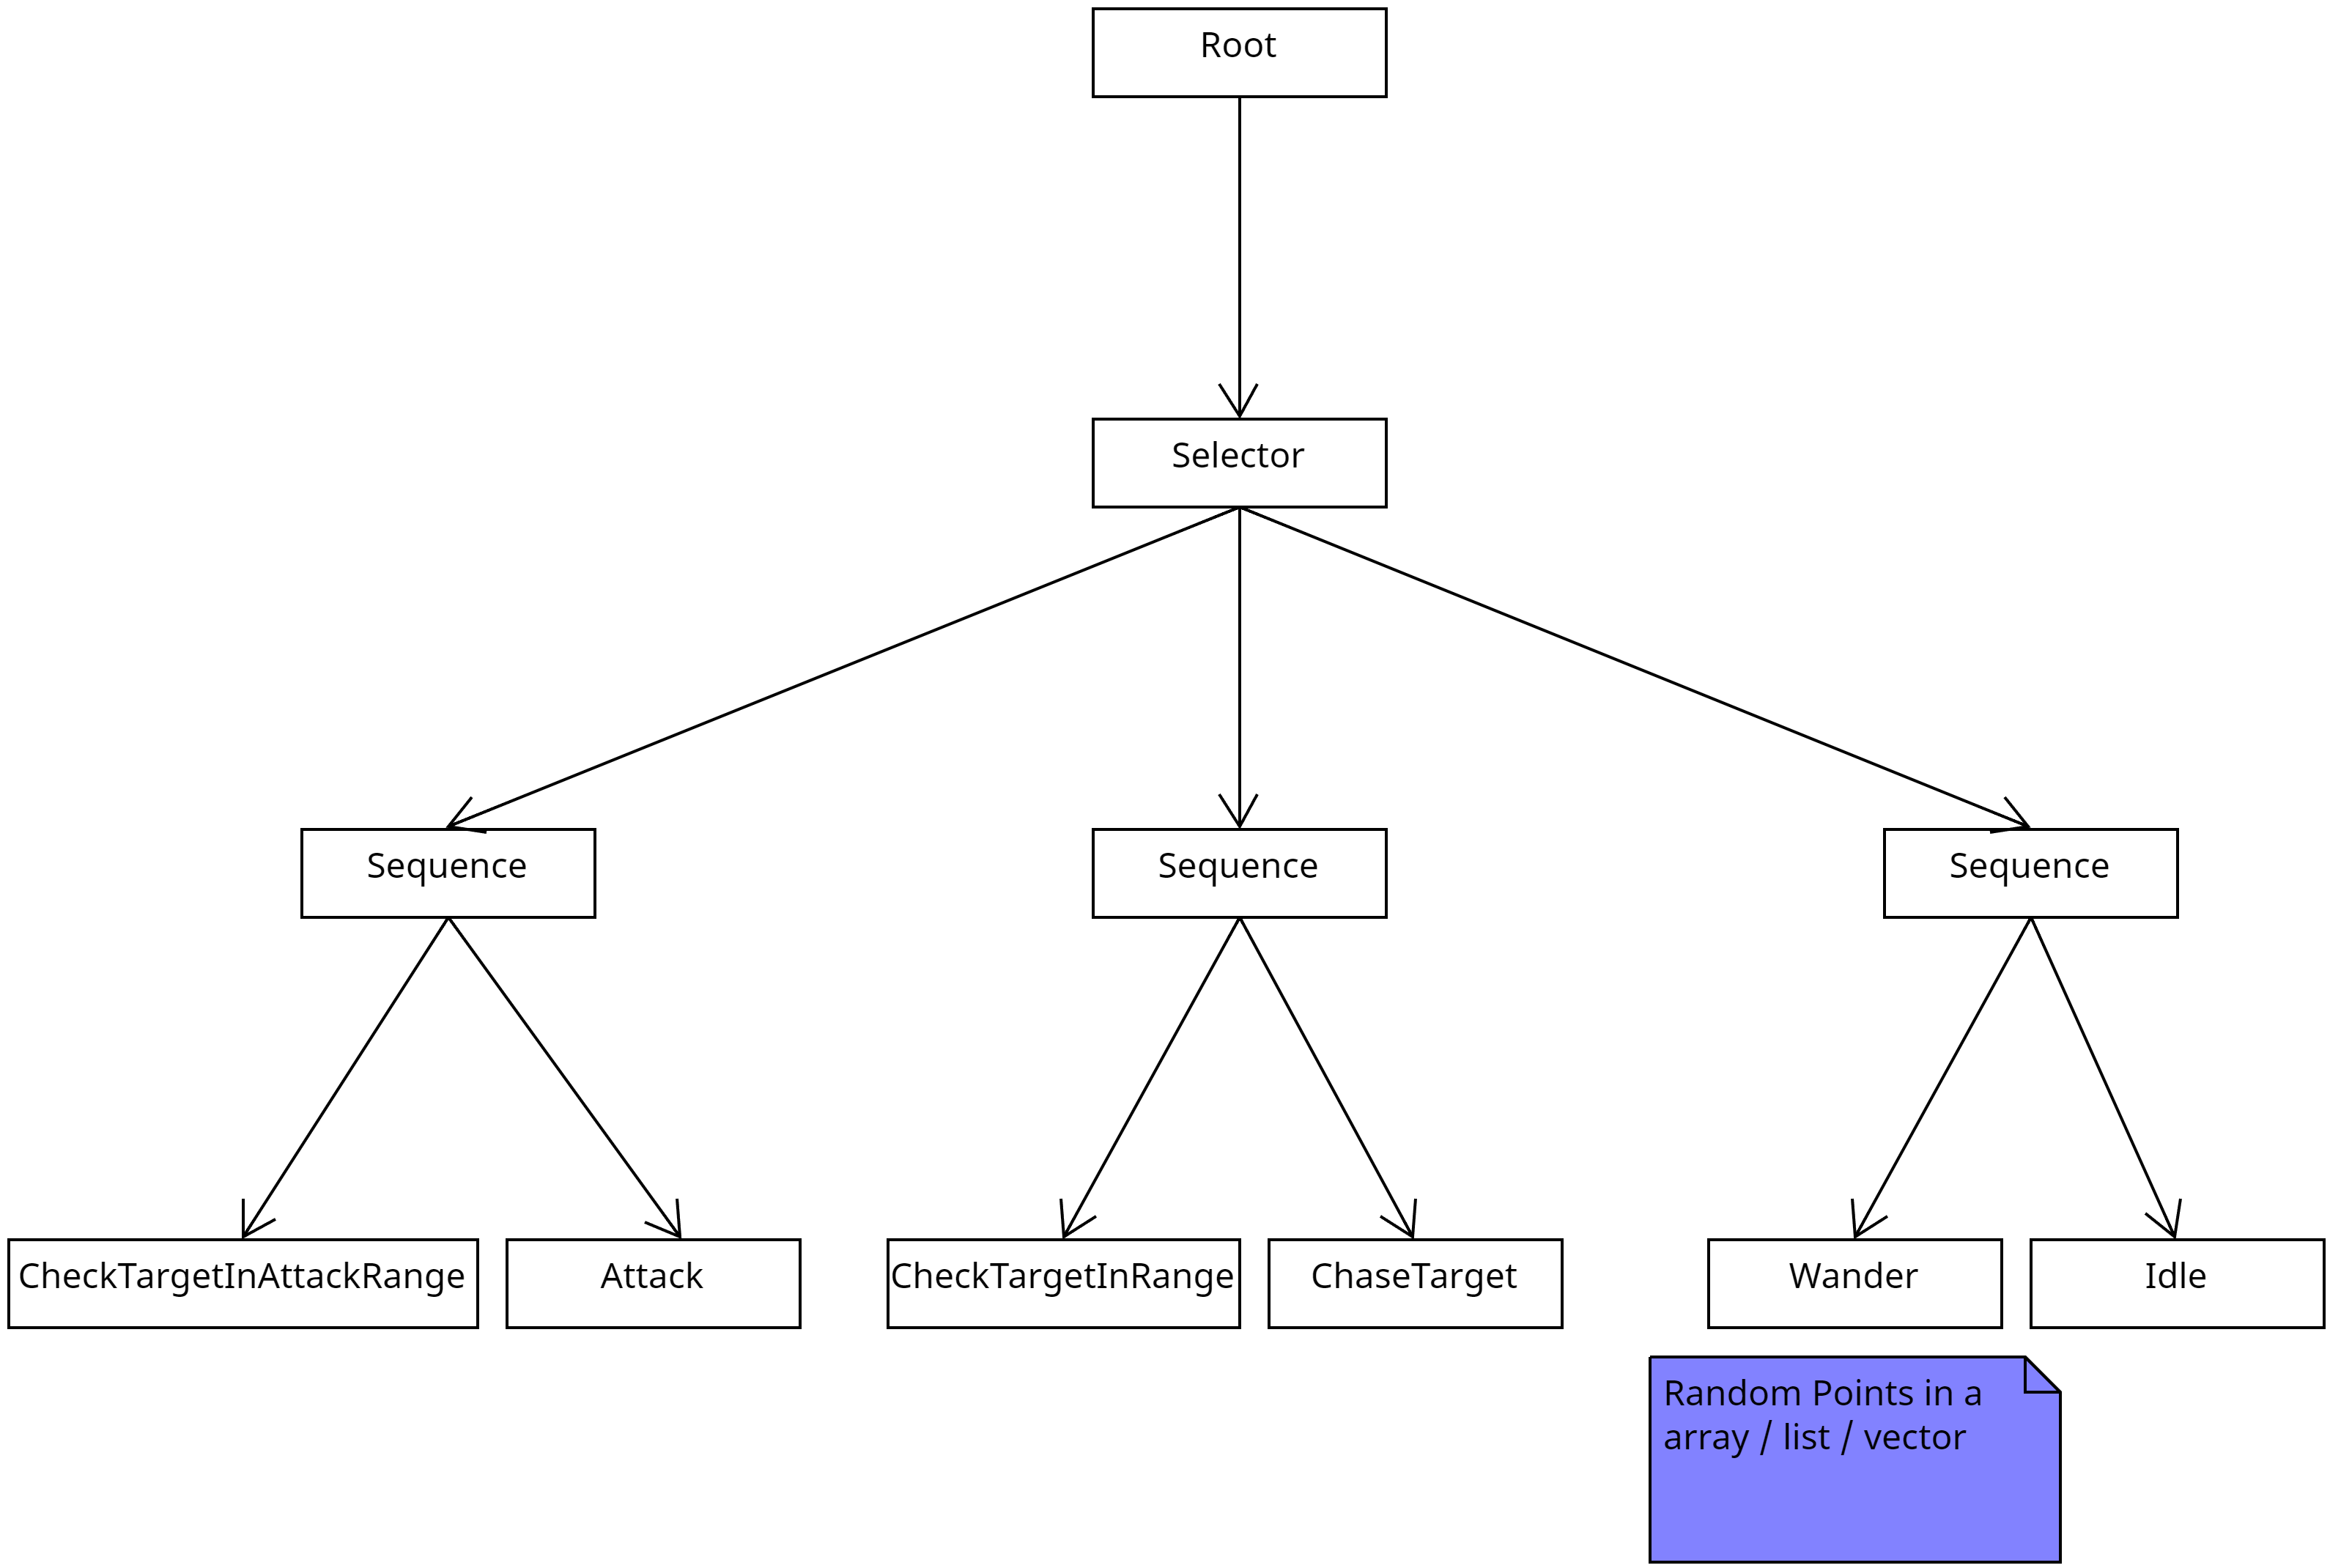 Root
Selector
Sequence
Sequence
Sequence
CheckTargetInAttackRange
Attack
CheckTargetInRange
ChaseTarget
Wander
Idle
Random Points in a
array / list / vector